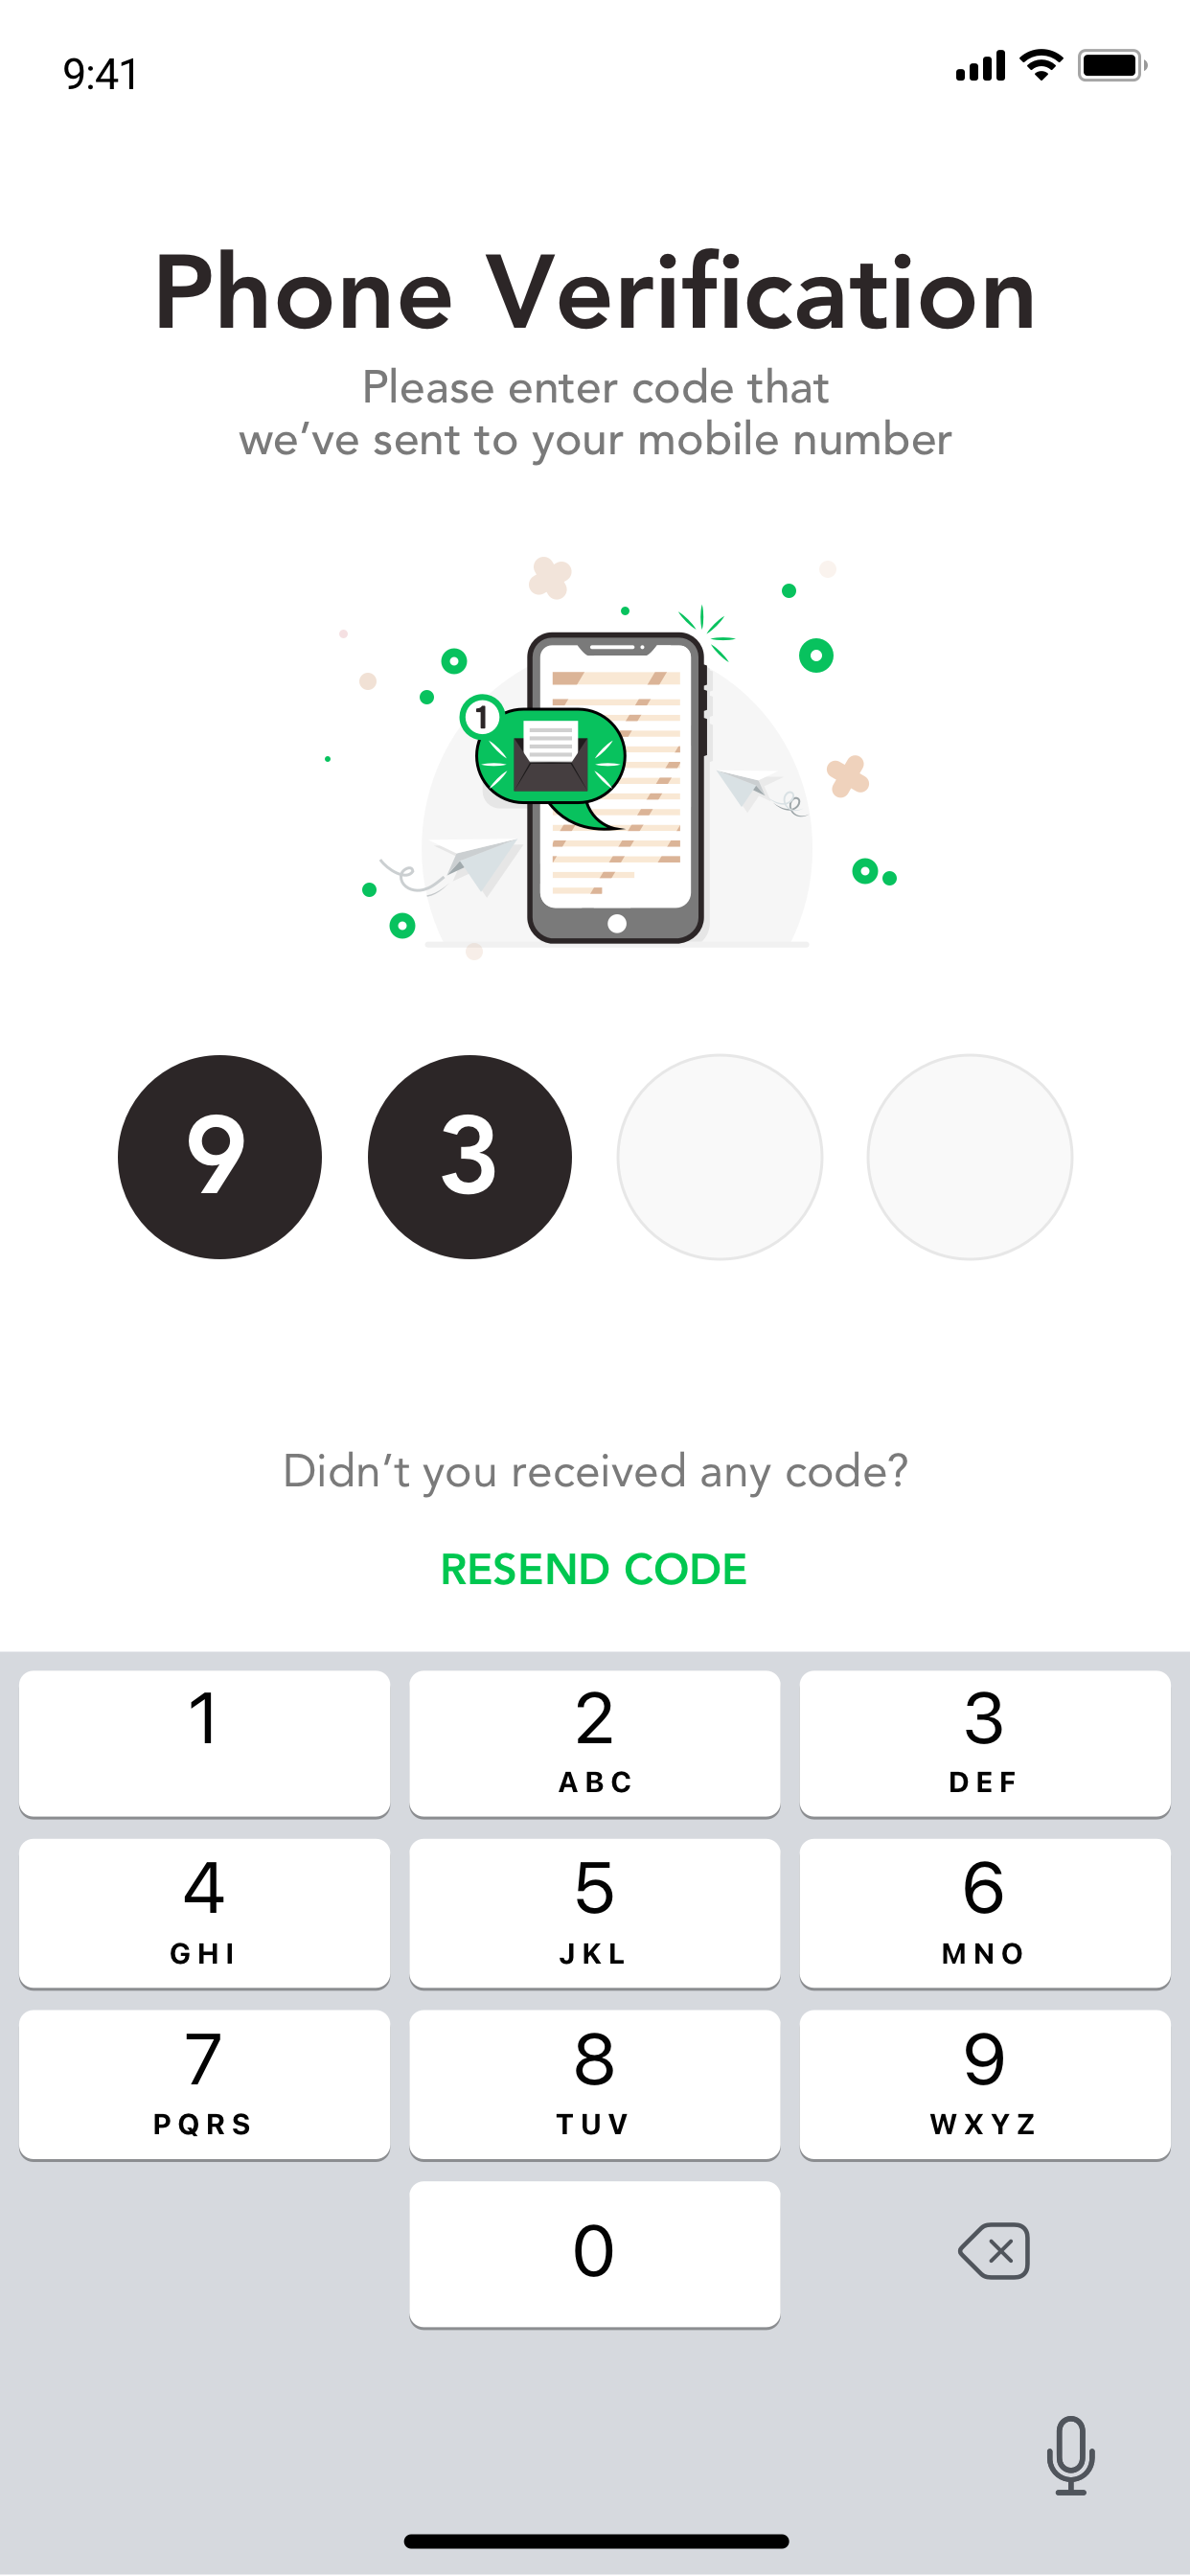 9:41
Phone Verification
Please enter code that
we’ve sent to your mobile number
1
9 3
Didn’t you received any code?
RESEND CODE
1 2 3
ABC DEF
4 5 6
GHI JKL MNO
7 8 9
PQRS TUV WXYZ
0